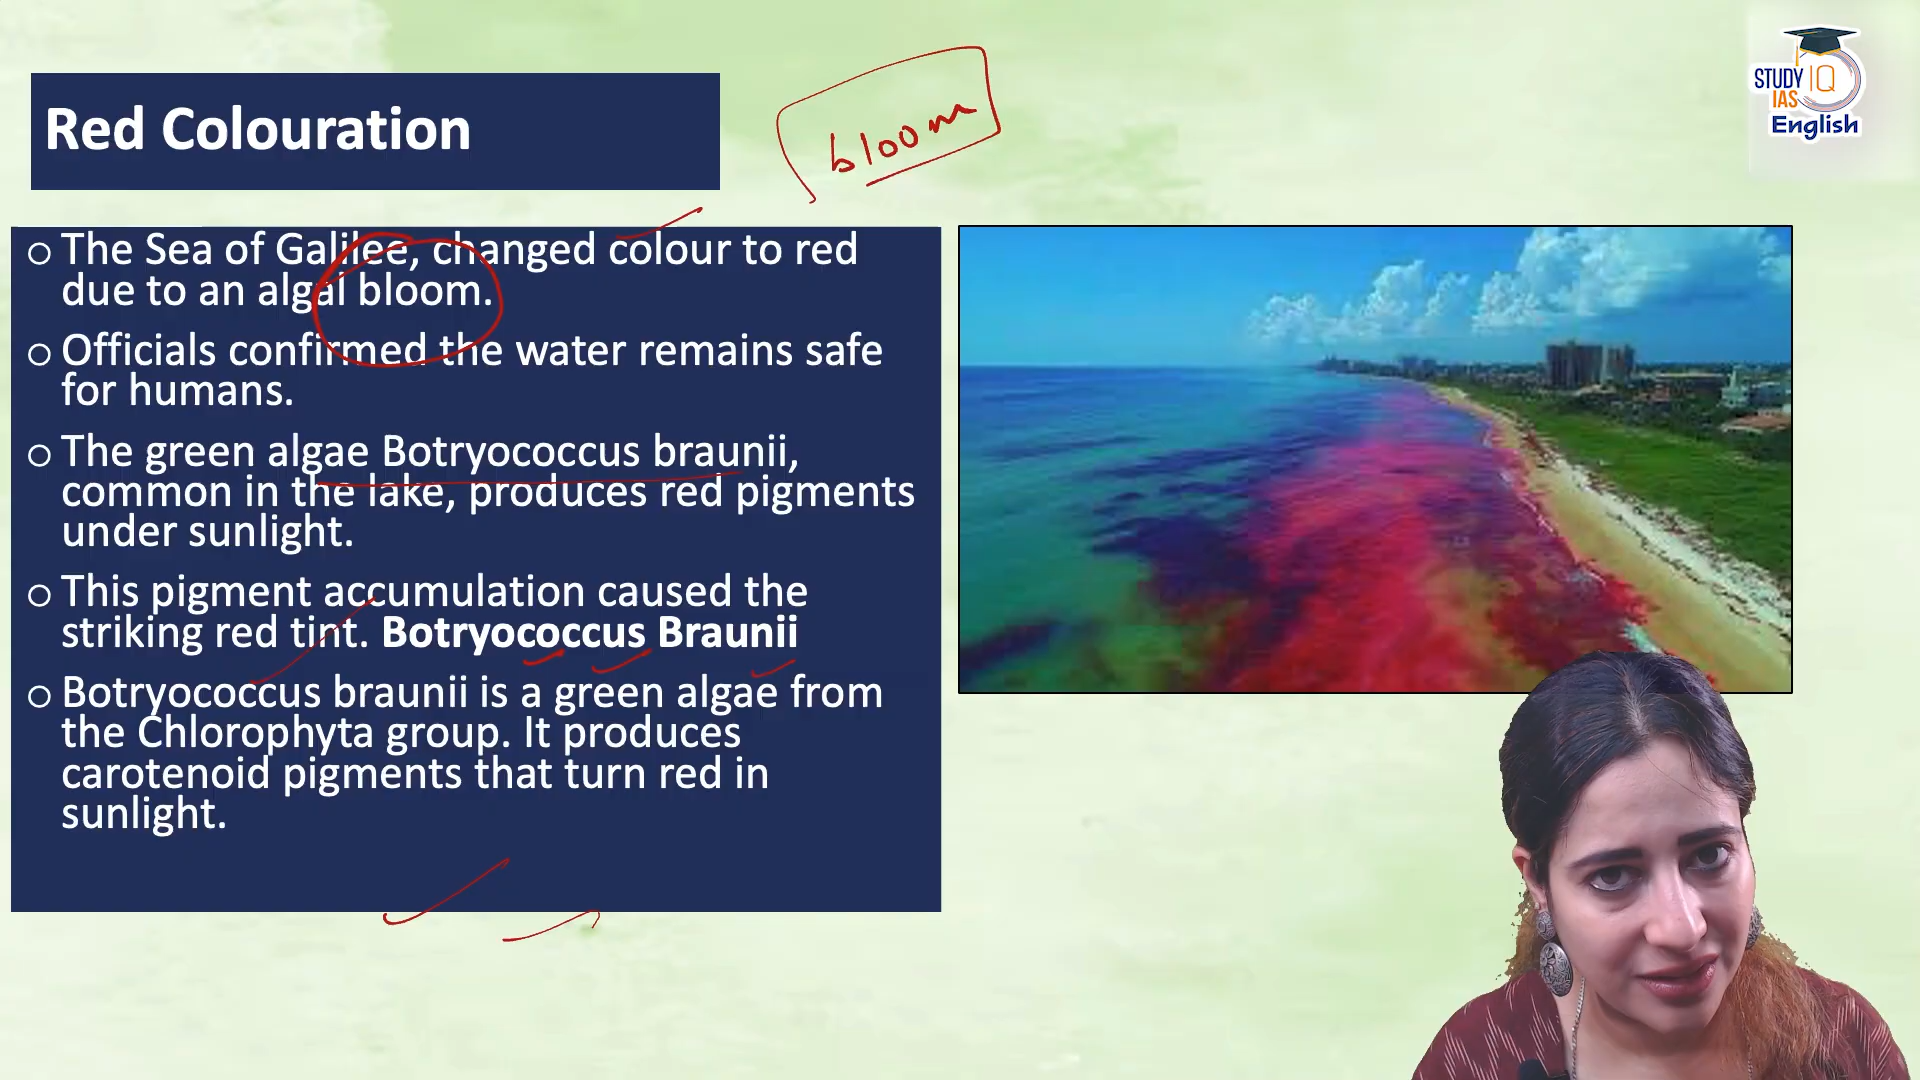 STUDY IQ
IAS
English
Red Colouration
bloom
The Sea of Galilee, changed colour to red
due to an algal bloom.
Officials confirmed the water remains safe
for humans.
The green algae Botryococcus braunii,
common in the lake, produces red pigments
under sunlight.
This pigment accumulation caused the
striking red tint. Botryococcus Braunii
Botryococcus braunii is a green algae from
the Chlorophyta group. It produces
carotenoid pigments that turn red in
sunlight.